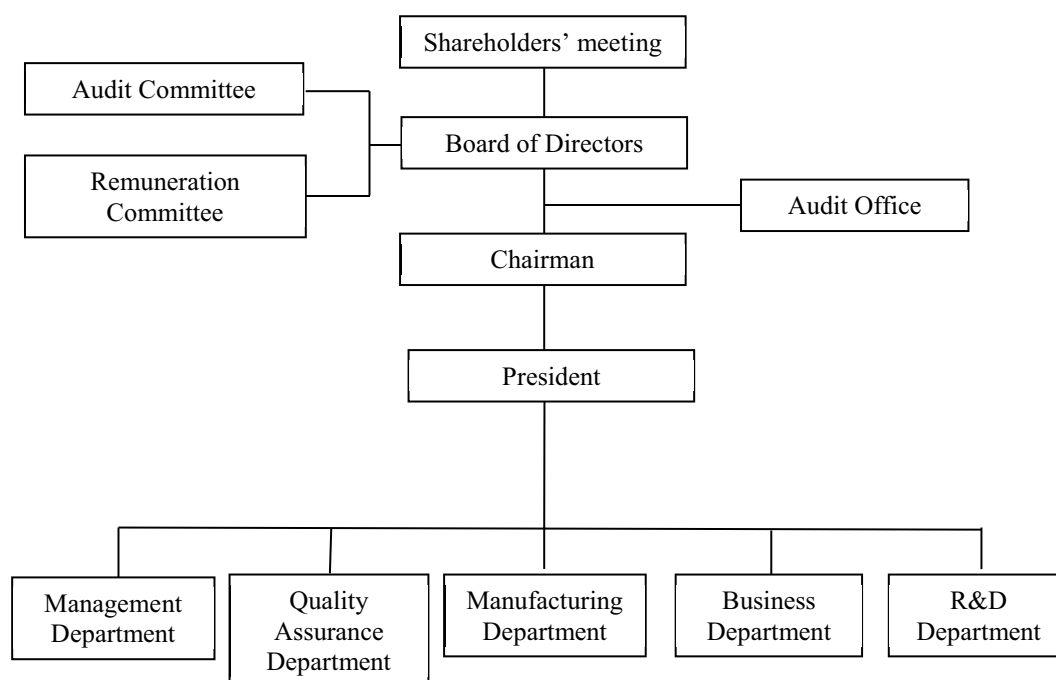 Shareholders’ meeting
Audit Committee
Board of Directors
Remuneration
Committee
Audit Office
Chairman
President
Management
Department
Quality
Assurance
Department
Manufacturing
Department
Business
Department
R&D
Department